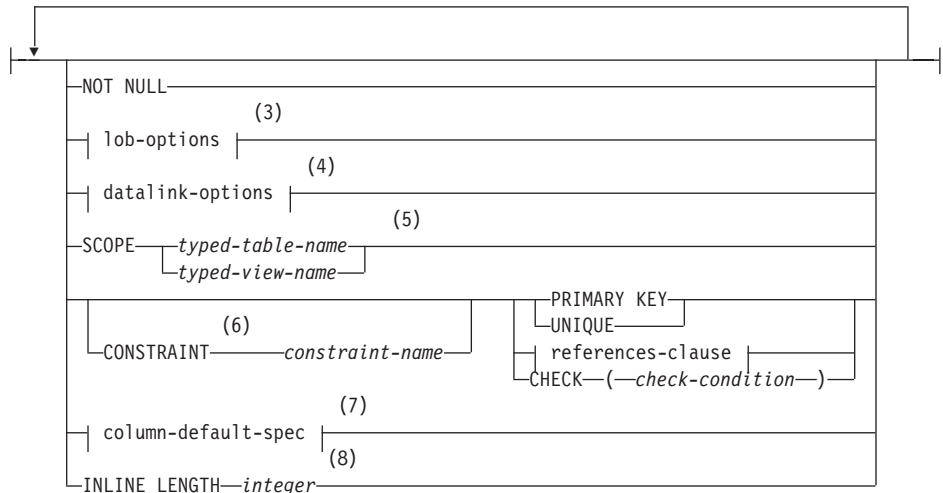 NOT NULL
(3)
lob-options
(4)
datalink-options
(5)
SCOPE typed-table-name
typed-view-name
PRIMARY KEY
(6) UNIQUE
CONSTRAINT constraint-name references-clause
CHECK ( check-condition )
(7)
column-default-spec
(8)
INLINE LENGTH integer